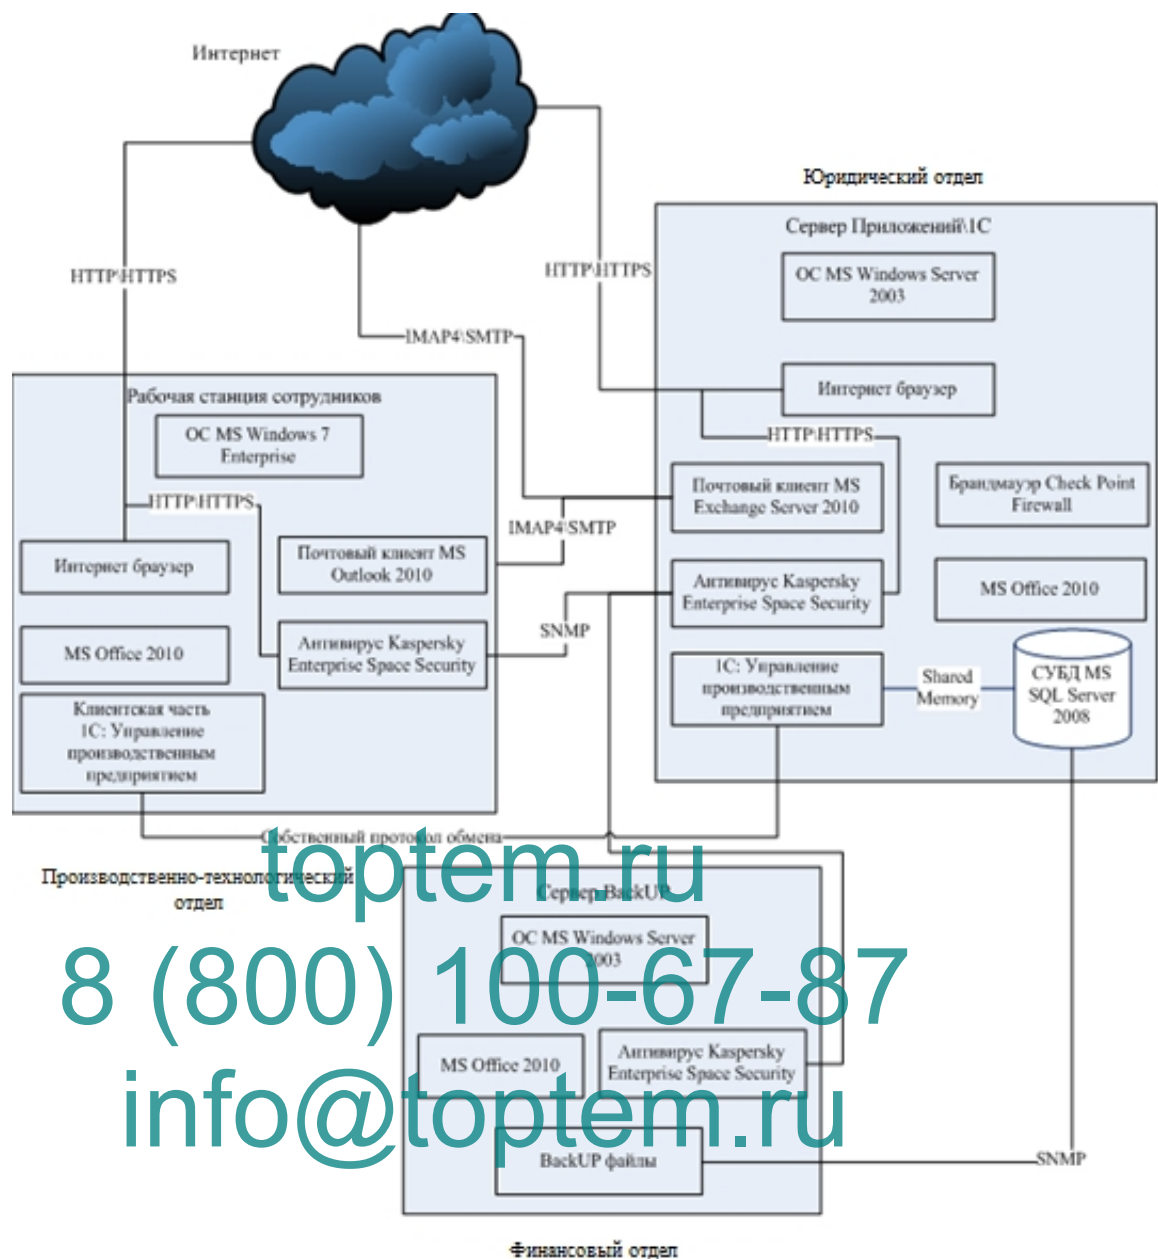 Интернет
Юридический отдел
Сервер Приложений\1С
ОС MS Windows Server
2003
HTTP\HTTPS
HTTP\HTTPS
IMAP4\SMTP
Интернет браузер
HTTP\HTTPS
Рабочая станция сотрудников
ОС MS Windows 7
Enterprise
HTTP\HTTPS
Почтовый клиент MS
Exchange Server 2010
Брандмауэр Check Point
Firewall
IMAP4\SMTP
Интернет браузер
Почтовый клиент MS
Outlook 2010
Антивирус Kaspersky
Enterprise Space Security
MS Office 2010
SNMP
MS Office 2010
Антивирус Kaspersky
Enterprise Space Security
1С: Управление
производственным
предприятием
Shared
Memory
СУБД MS
SQL Server
2008
Клиентская часть
1С: Управление
производственным
предприятием
Собственный протокол обмена
Производственно-технологический
отдел
toptem.ru
Сервер BackUP
ОС MS Windows Server
2003
8 (800) 100-67-87
MS Office 2010
Антивирус Kaspersky
Enterprise Space Security
info@toptem.ru
BackUP файлы
SNMP
Финансовый отдел